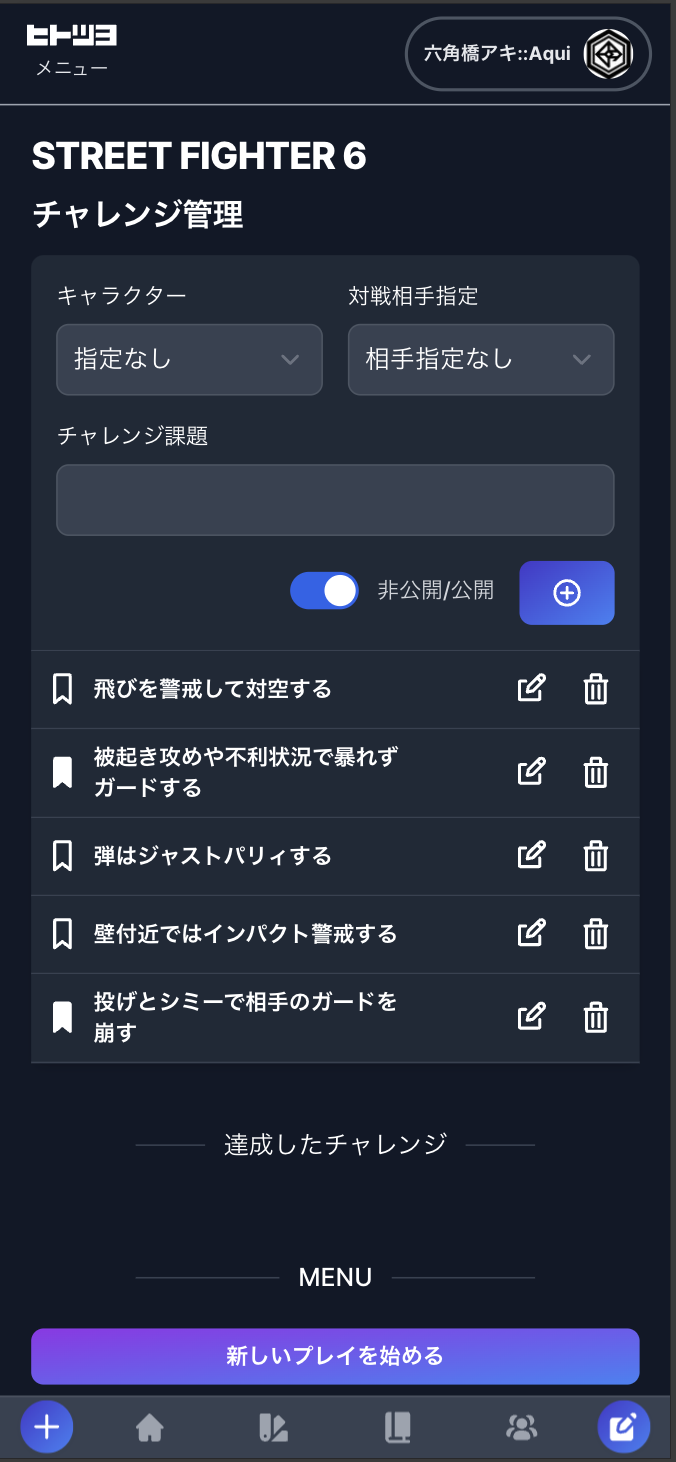 ヒトツヨ
メニュー
六角橋アキ::Aqui
STREET FIGHTER 6
チャレンジ管理
キャラクター
対戦相手指定
指定なし
相手指定なし
チャレンジ課題
非公開/公開
飛びを警戒して対空する
被起き攻めや不利状況で暴れず
ガードする
弾はジャストパリィする
壁付近ではインパクト警戒する
投げとシミーで相手のガードを
崩す
達成したチャレンジ
MENU
新しいプレイを始める